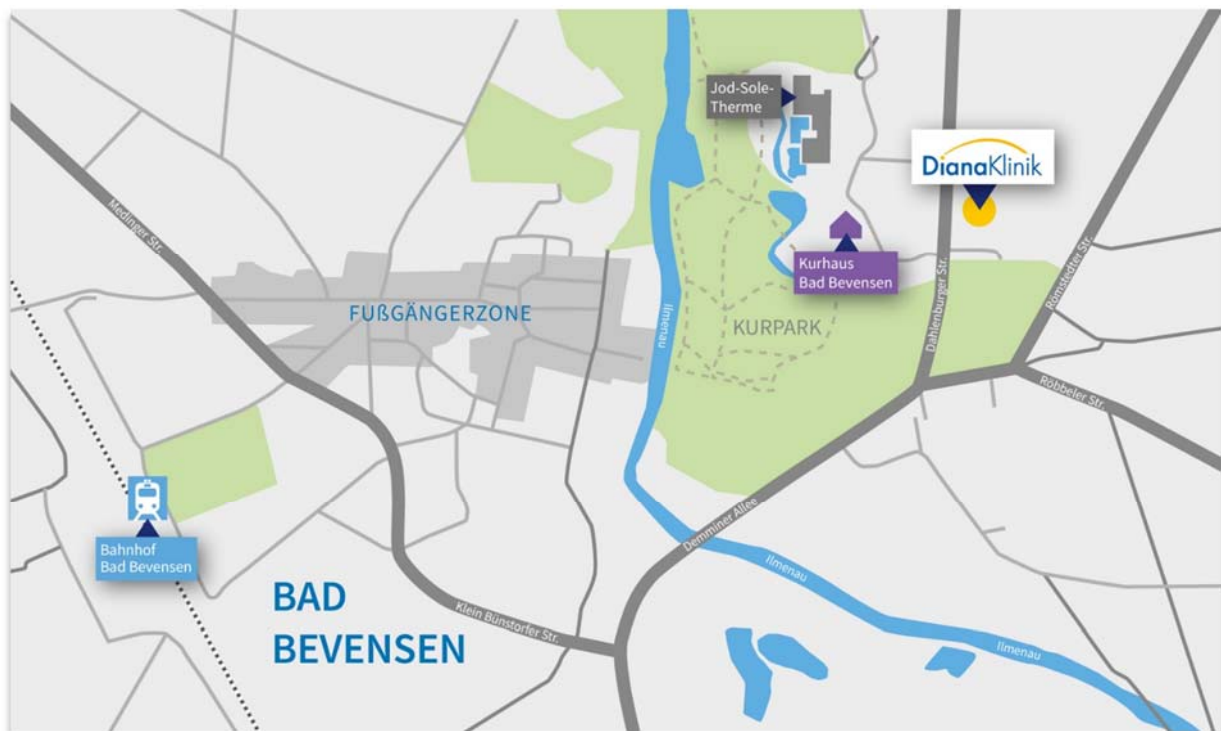 Jod-Sole-
Therme
DianaKlinik
Medinger Str.
Kurhaus
Bad Bevensen
FUßGÄNGERZONE
Ilmenau
KURPARK
Dahlenburger Str.
Römstedter Str.
Röbbeler Str.
Demminer Allee
Bahnhof
Bad Bevensen
Ilmenau
BAD
BEVENSEN
Klein Bünstorfer Str.
Ilmenau